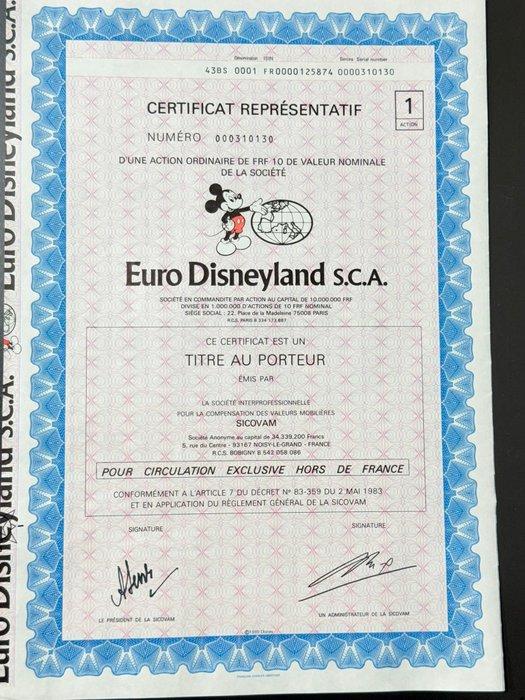 Euro Disneyland S.C.A.
Euro Disneyland S.C.A.
43BS 0001 FR0000125874 0000310130
CERTIFICAT REPRÉSENTATIF
1
ACTION
NUMÉRO 000310130
D'UNE ACTION ORDINAIRE DE FRF 10 DE VALEUR NOMINALE
DE LA SOCIÉTÉ
Euro Disneyland S.C.A.
SOCIÉTÉ EN COMMANDITE PAR ACTION AU CAPITAL DE 10.000.000 FRF
DIVISÉ EN 1.000.000 D'ACTIONS DE 10 FRF NOMINAL
SIÈGE SOCIAL : 22, Place de la Madeleine 75008 PARIS
R.C.S. PARIS B 334 173 887
CE CERTIFICAT EST UN
TITRE AU PORTEUR
ÉMIS PAR
LA SOCIÉTÉ INTERPROFESSIONNELLE
POUR LA COMPENSATION DES VALEURS MOBILIÈRES
SICOVAM
Société Anonyme au capital de 34.339.200 Francs
5, rue du Centre - 93167 NOISY-LE-GRAND - FRANCE
R.C.S. BOBIGNY B 542 058 086
POUR CIRCULATION EXCLUSIVE HORS DE FRANCE
CONFORMÉMENT A L'ARTICLE 7 DU DÉCRET Nº 83-359 DU 2 MAI 1983
ET EN APPLICATION DU RÈGLEMENT GÉNÉRAL DE LA SICOVAM
SIGNATURE
SIGNATURE
LE PRÉSIDENT DE LA SICOVAM
UN ADMINISTRATEUR DE LA SICOVAM